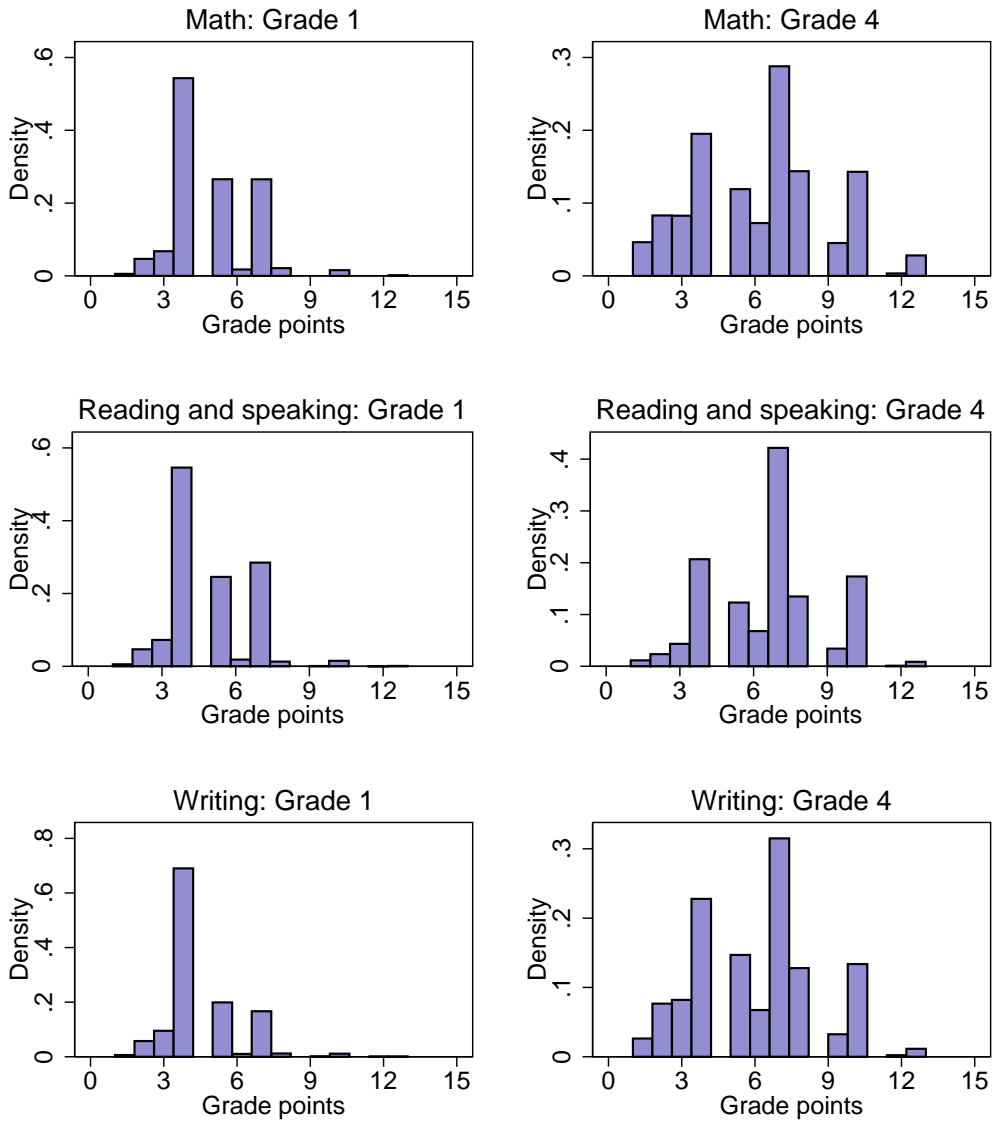 Math: Grade 1
Density
0 .2 .4 .6
0 3 6 9 12 15
Grade points
Math: Grade 4
Density
0 .1 .2 .3
0 3 6 9 12 15
Grade points
Reading and speaking: Grade 1
Density
0 .2 .4 .6
0 3 6 9 12 15
Grade points
Reading and speaking: Grade 4
Density
0 .1 .2 .3 .4
0 3 6 9 12 15
Grade points
Writing: Grade 1
Density
0 .2 .4 .6 .8
0 3 6 9 12 15
Grade points
Writing: Grade 4
Density
0 .1 .2 .3
0 3 6 9 12 15
Grade points